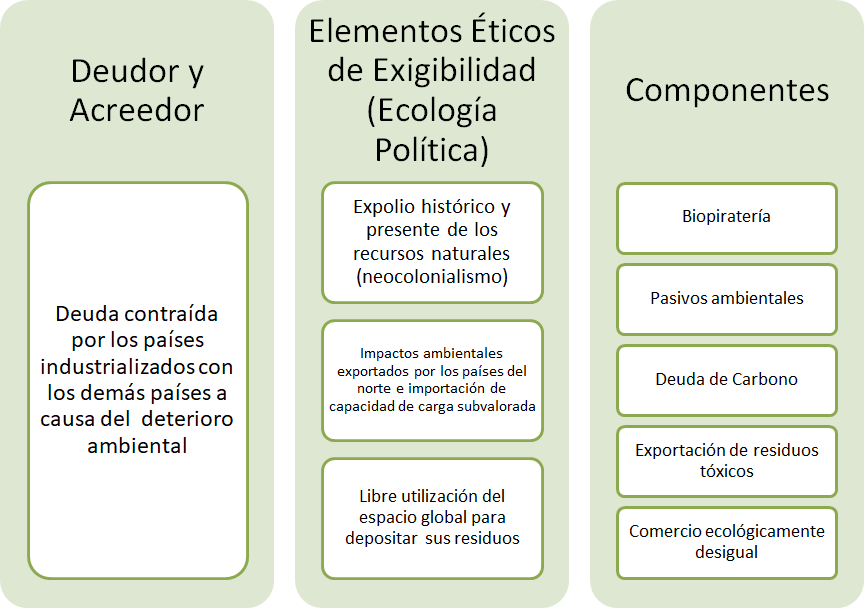 Deudor y
Acreedor
Deuda contraída
por los países
industrializados con
los demás países a
causa del deterioro
ambiental
Elementos Éticos
de Exigibilidad
(Ecología
Política)
Expolio histórico y
presente de los
recursos naturales
(neocolonialismo)
Impactos ambientales
exportados por los países del
norte e importación de
capacidad de carga subvalorada
Libre utilización del
espacio global para
depositar sus residuos
Componentes
Biopiratería
Pasivos ambientales
Deuda de Carbono
Exportación de residuos
tóxicos
Comercio ecológicamente
desigual